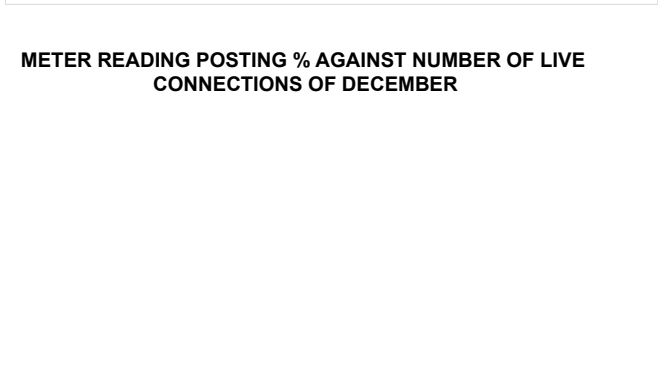 METER READING POSTING % AGAINST NUMBER OF LIVE
CONNECTIONS OF DECEMBER